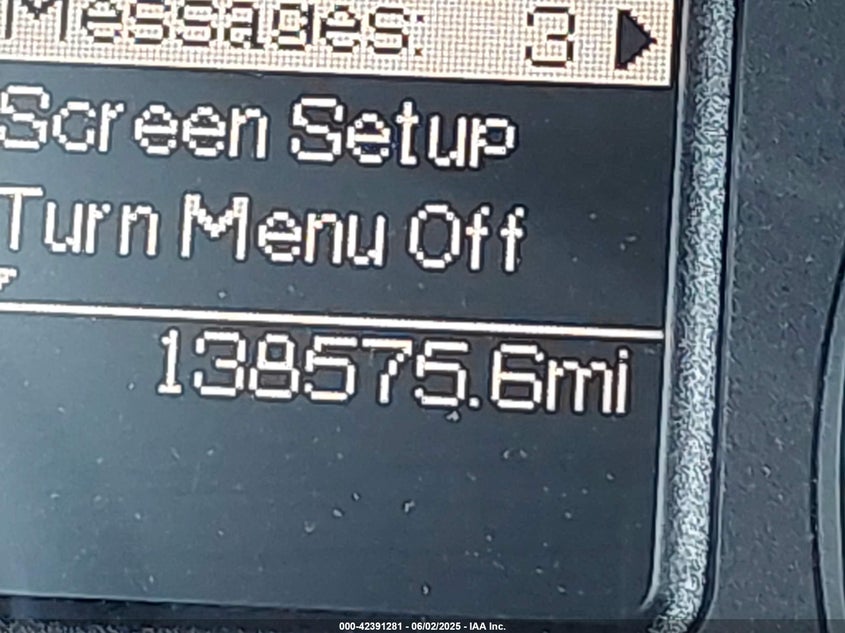 Messages: 3
Screen Setup
Turn Menu Off
138575.6mi
000-42391281 - 06/02/2025 - IAA Inc.